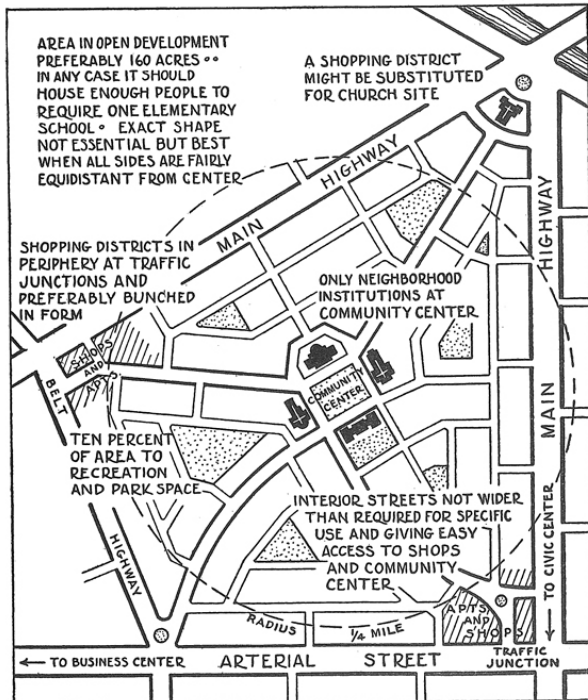 AREA IN OPEN DEVELOPMENT
PREFERABLY 160 ACRES ••
IN ANY CASE IT SHOULD
HOUSE ENOUGH PEOPLE TO
REQUIRE ONE ELEMENTARY
SCHOOL • EXACT SHAPE
NOT ESSENTIAL BUT BEST
WHEN ALL SIDES ARE FAIRLY
EQUIDISTANT FROM CENTER
A SHOPPING DISTRICT
MIGHT BE SUBSTITUTED
FOR CHURCH SITE
MAIN HIGHWAY
HIGHWAY
MAIN
SHOPPING DISTRICTS IN
PERIPHERY AT TRAFFIC
JUNCTIONS AND
PREFERABLY BUNCHED
IN FORM
ONLY NEIGHBORHOOD
INSTITUTIONS AT
COMMUNITY CENTER
SHOPS
AND
APTS.
BELT
HIGHWAY
COMMUNITY
CENTER
TEN PERCENT
OF AREA TO
RECREATION
AND PARK SPACE
INTERIOR STREETS NOT WIDER
THAN REQUIRED FOR SPECIFIC
USE AND GIVING EASY
ACCESS TO SHOPS
AND COMMUNITY
CENTER
TO CIVIC CENTER →
APTS.
AND
SHOPS
RADIUS 1/4 MILE
TRAFFIC
JUNCTION
← TO BUSINESS CENTER ARTERIAL STREET